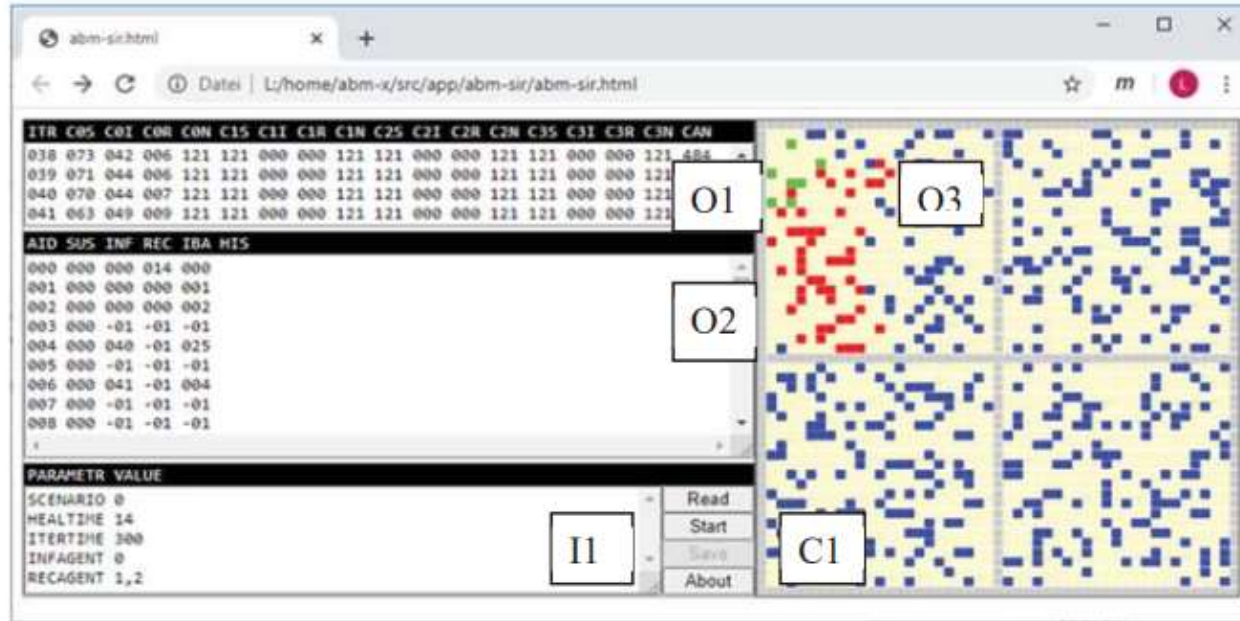 abm-sir.html
Datei L:/home/abm-x/src/app/abm-sir/abm-sir.html m L
ITR C0S C0I C0R C0N C1S C1I C1R C1N C2S C2I C2R C2N C3S C3I C3R C3N CAN
038 073 042 006 121 121 000 000 121 121 000 000 121 121 000 000 121 484
039 071 044 006 121 121 000 000 121 121 000 000 121 121 000 000 121
040 070 044 007 121 121 000 000 121 121 000 000 121 121 000 000 121
041 063 049 009 121 121 000 000 121 121 000 000 121 121 000 000 121
O1
O3
AID SUS INF REC IBA HIS
000 000 000 014 000
001 000 000 000 001
002 000 000 000 002
003 000 -01 -01 -01
004 000 040 -01 025
005 000 -01 -01 -01
006 000 041 -01 004
007 000 -01 -01 -01
008 000 -01 -01 -01
O2
PARAMETR VALUE
SCENARIO 0
HEALTIME 14
ITERTIME 300
INFAGENT 0
RECAGENT 1,2
I1
Read
Start
Save
About
C1